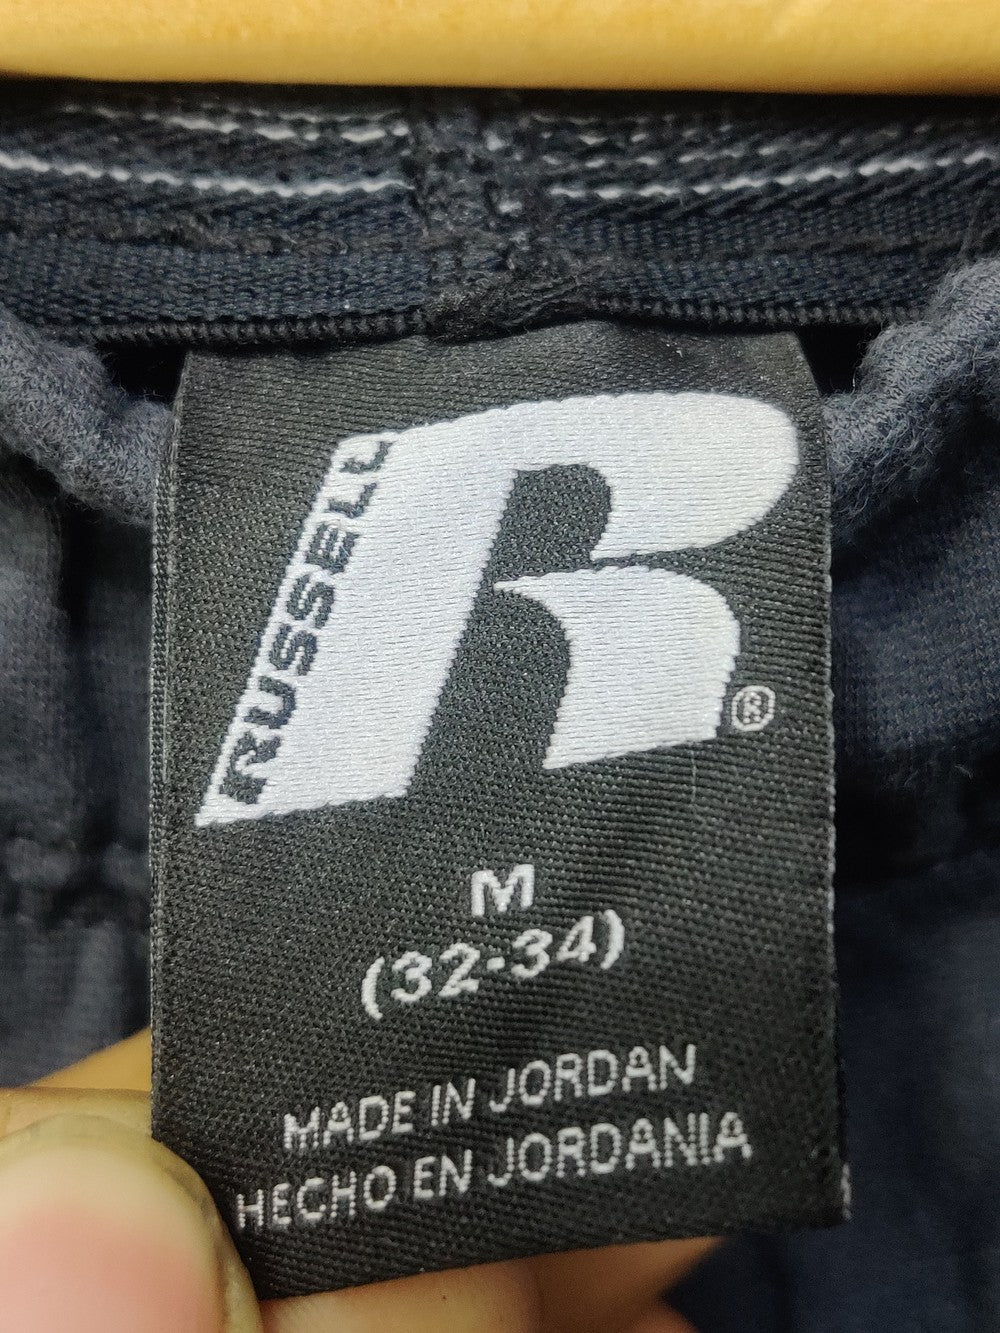 RUSSELL
R
®
M
(32-34)
MADE IN JORDAN
HECHO EN JORDANIA